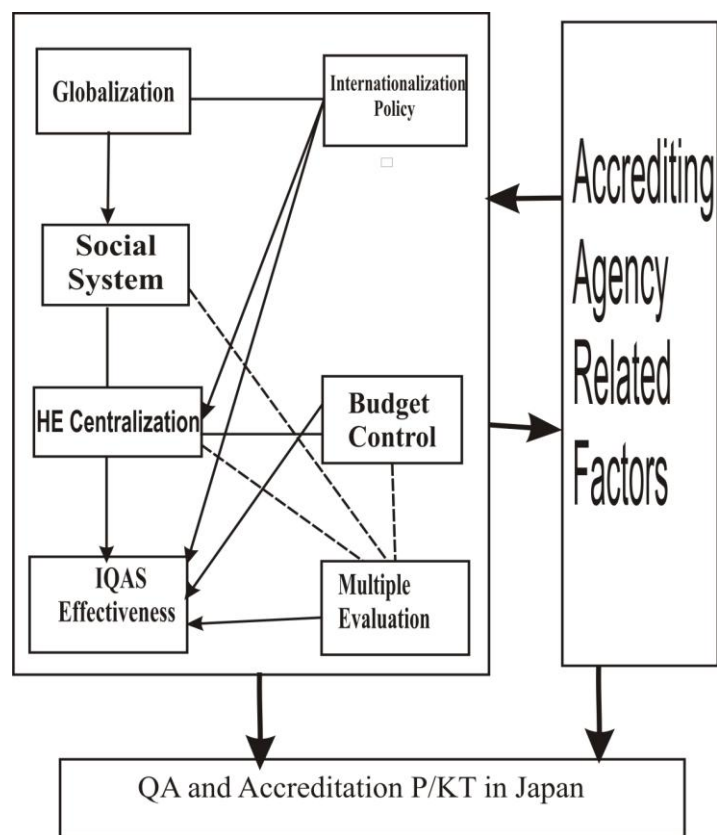 Globalization
Internationalization
Policy
Social
System
HE Centralization
Budget
Control
IQAS
Effectiveness
Multiple
Evaluation
Accrediting
Agency
Related
Factors
QA and Accreditation P/KT in Japan